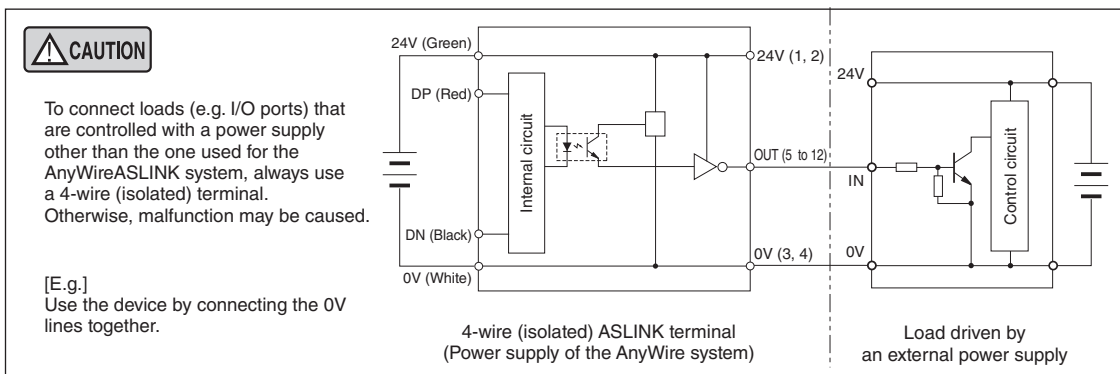 CAUTION
To connect loads (e.g. I/O ports) that
are controlled with a power supply
other than the one used for the
AnyWireASLINK system, always use
a 4-wire (isolated) terminal.
Otherwise, malfunction may be caused.
[E.g.]
Use the device by connecting the 0V
lines together.
24V (Green)
DP (Red)
DN (Black)
0V (White)
Internal circuit
24V (1, 2)
OUT (5 to 12)
0V (3, 4)
4-wire (isolated) ASLINK terminal
(Power supply of the AnyWire system)
24V
IN
0V
Control circuit
Load driven by
an external power supply